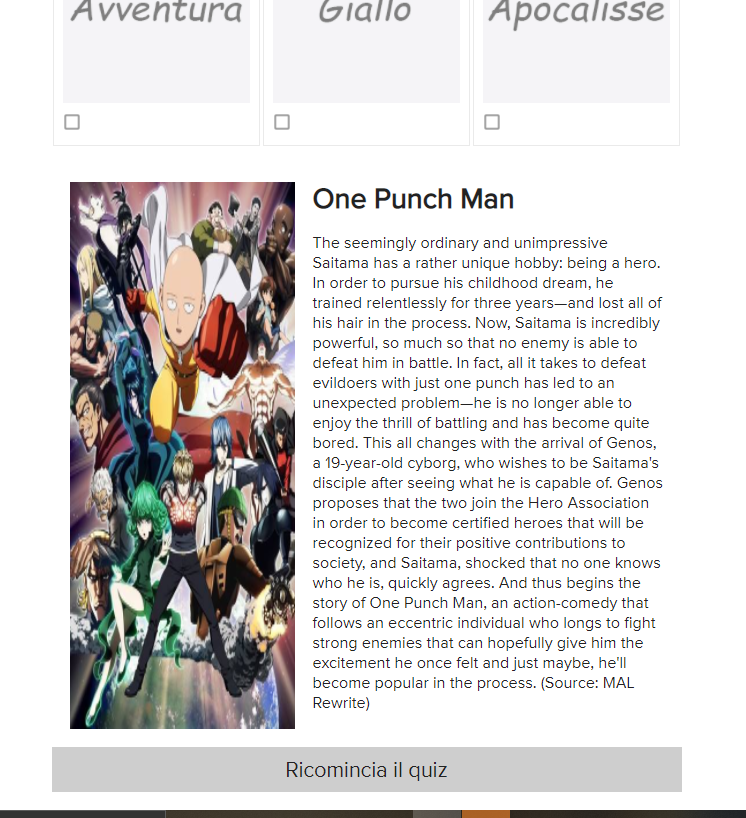 Avventura
Giallo
Apocalisse
One Punch Man
The seemingly ordinary and unimpressive
Saitama has a rather unique hobby: being a hero.
In order to pursue his childhood dream, he
trained relentlessly for three years—and lost all of
his hair in the process. Now, Saitama is incredibly
powerful, so much so that no enemy is able to
defeat him in battle. In fact, all it takes to defeat
evildoers with just one punch has led to an
unexpected problem—he is no longer able to
enjoy the thrill of battling and has become quite
bored. This all changes with the arrival of Genos,
a 19-year-old cyborg, who wishes to be Saitama's
disciple after seeing what he is capable of. Genos
proposes that the two join the Hero Association
in order to become certified heroes that will be
recognized for their positive contributions to
society, and Saitama, shocked that no one knows
who he is, quickly agrees. And thus begins the
story of One Punch Man, an action-comedy that
follows an eccentric individual who longs to fight
strong enemies that can hopefully give him the
excitement he once felt and just maybe, he'll
become popular in the process. (Source: MAL
Rewrite)
Ricomincia il quiz